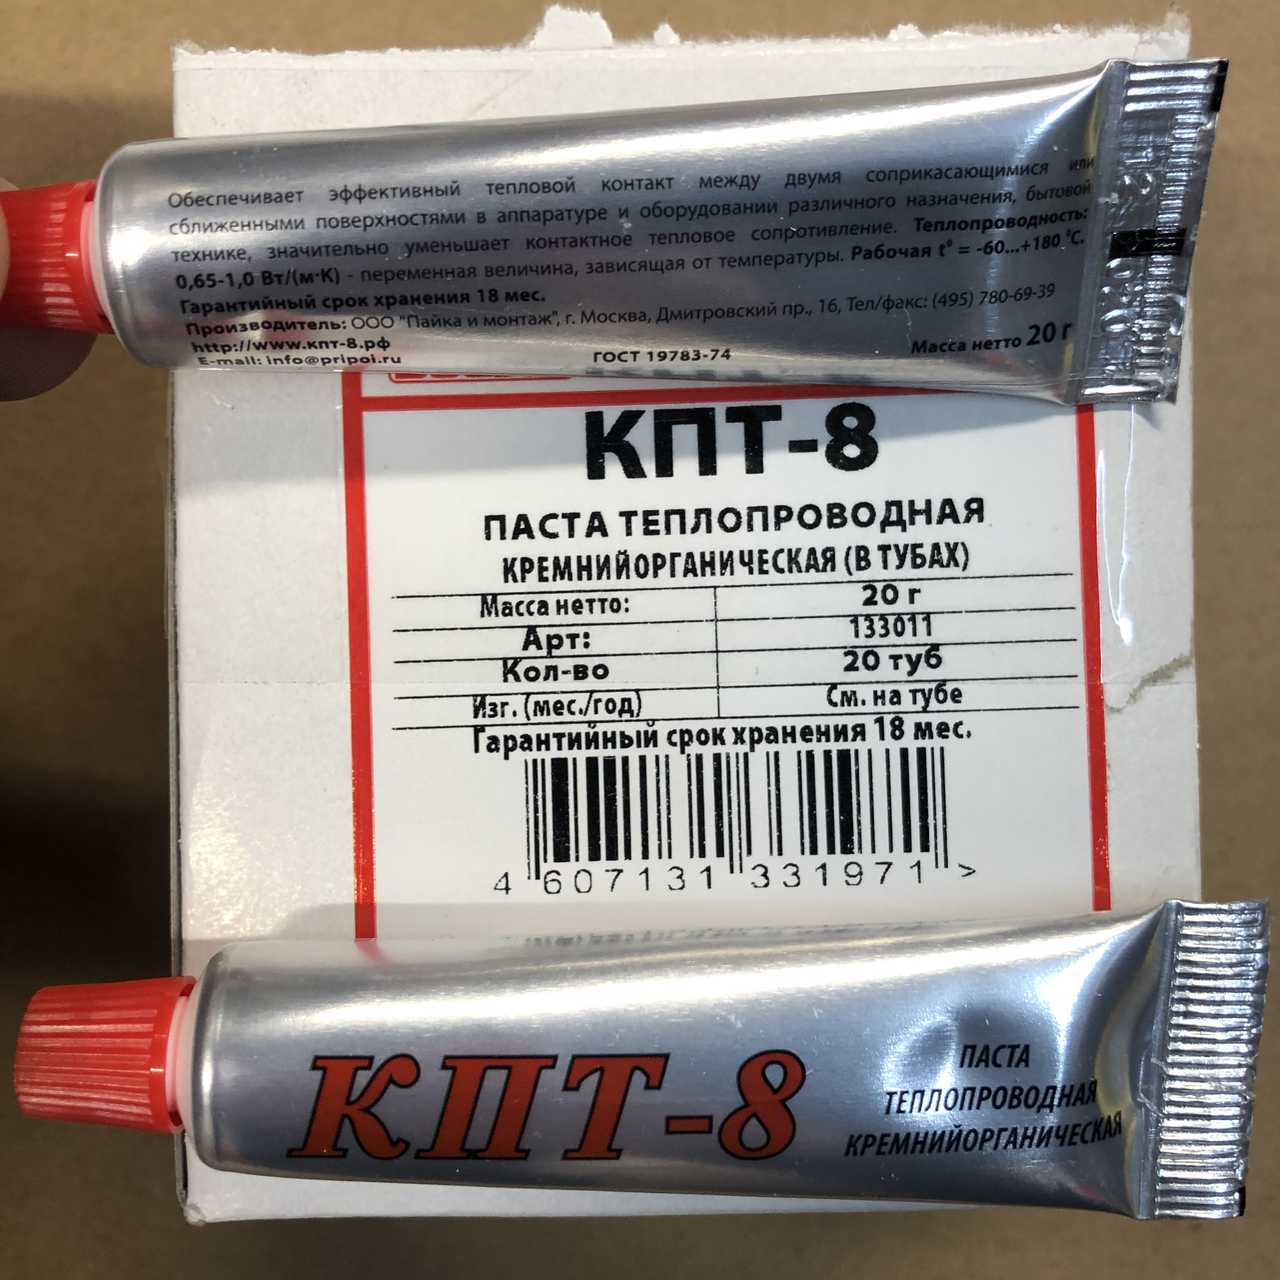 Обеспечивает эффективный тепловой контакт между двумя соприкасающимися или
сближенными поверхностями в аппаратуре и оборудовании различного назначения, бытовой
технике, значительно уменьшает контактное тепловое сопротивление. Теплопроводность:
0,65-1,0 Вт/(м·К) - переменная величина, зависящая от температуры. Рабочая t° = -60...+180 °С.
Гарантийный срок хранения 18 мес.
Производитель: ООО "Пайка и монтаж", г. Москва, Дмитровский пр., 16, Тел/факс: (495) 780-69-39
http://www.кпт-8.рф
E-mail: info@pripoi.ru ГОСТ 19783-74 Масса нетто 20 г
КПТ-8
ПАСТА ТЕПЛОПРОВОДНАЯ
КРЕМНИЙОРГАНИЧЕСКАЯ (В ТУБАХ)
Масса нетто: 20 г
Арт: 133011
Кол-во 20 туб
Изг. (мес./год) См. на тубе
Гарантийный срок хранения 18 мес.
4 607131 331971 >
КПТ-8
ПАСТА
ТЕПЛОПРОВОДНАЯ
КРЕМНИЙОРГАНИЧЕСКАЯ